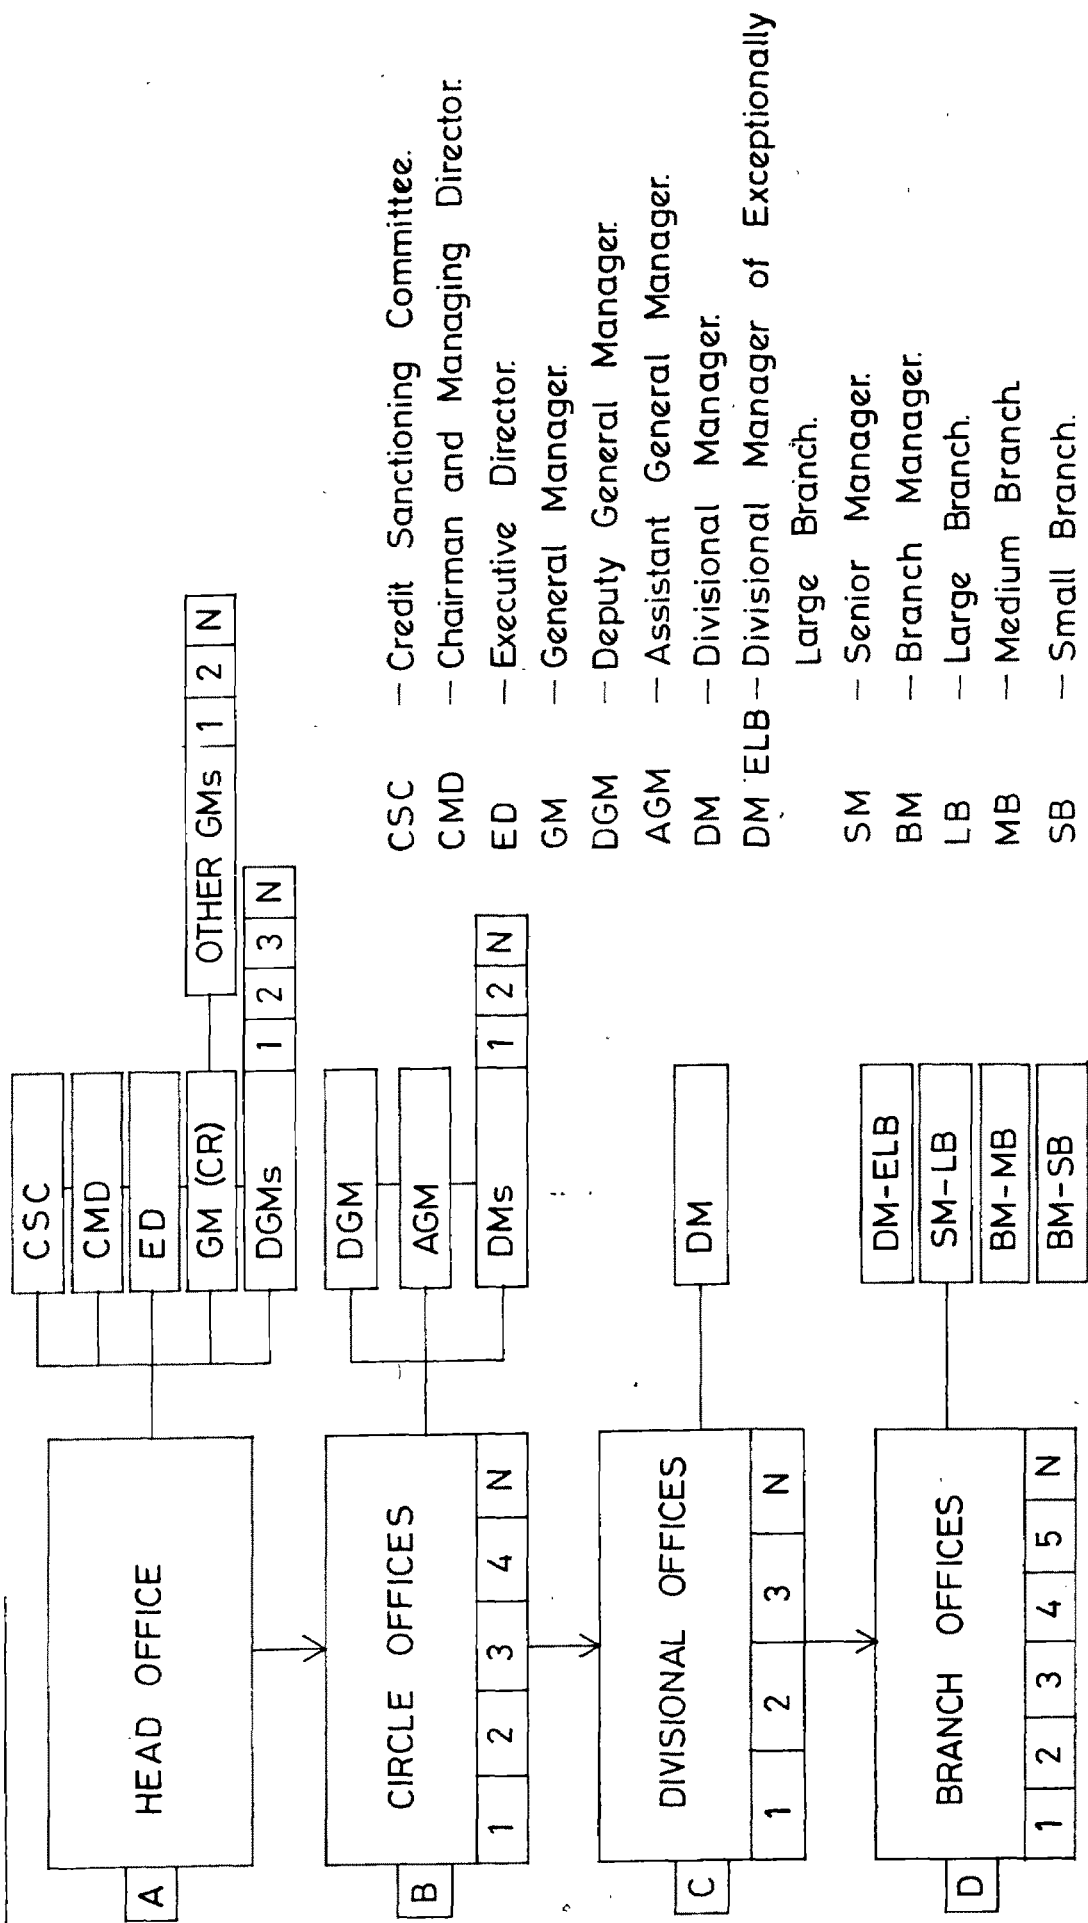 A
HEAD OFFICE
CSC
CMD
ED
GM (CR)
OTHER GMs 1 2 N
DGMs 1 2 3 N
B
CIRCLE OFFICES
1 2 3 4 N
DGM
AGM
DMs 1 2 N
C
DIVISIONAL OFFICES
1 2 3 N
DM
D
BRANCH OFFICES
1 2 3 4 5 N
DM-ELB
SM-LB
BM-MB
BM-SB
CSC — Credit Sanctioning Committee.
CMD — Chairman and Managing Director.
ED — Executive Director.
GM — General Manager.
DGM — Deputy General Manager.
AGM — Assistant General Manager.
DM — Divisional Manager.
DM ELB — Divisional Manager of Exceptionally
Large Branch.
SM — Senior Manager.
BM — Branch Manager.
LB — Large Branch.
MB — Medium Branch.
SB — Small Branch.